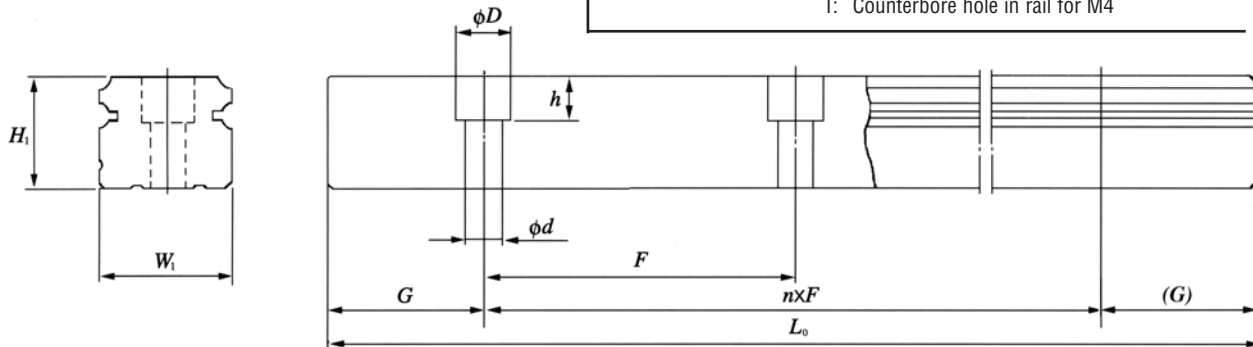 T: Counterbore hole in rail for M4
ϕD
h
H₁
ϕd
W₁
F
G
n×F
(G)
L₀